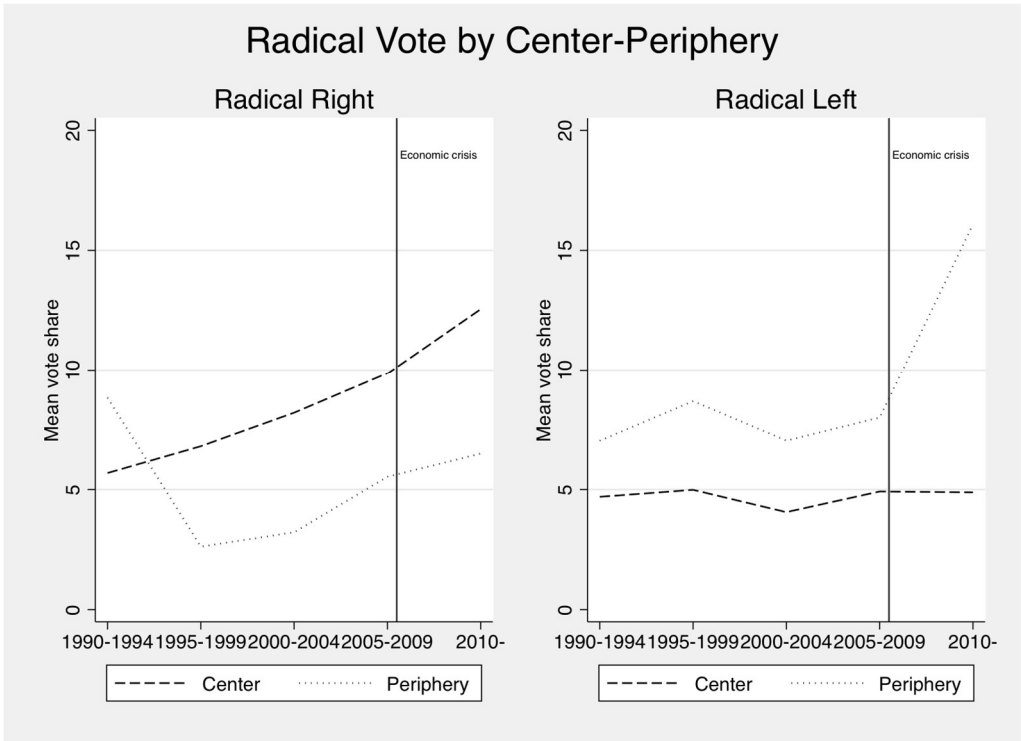 Radical Vote by Center-Periphery
Radical Right
Mean vote share
20
15
10
5
0
Economic crisis
1990-1994 1995-1999 2000-2004 2005-2009 2010-
Center Periphery
Radical Left
Mean vote share
20
15
10
5
0
Economic crisis
1990-1994 1995-1999 2000-2004 2005-2009 2010-
Center Periphery